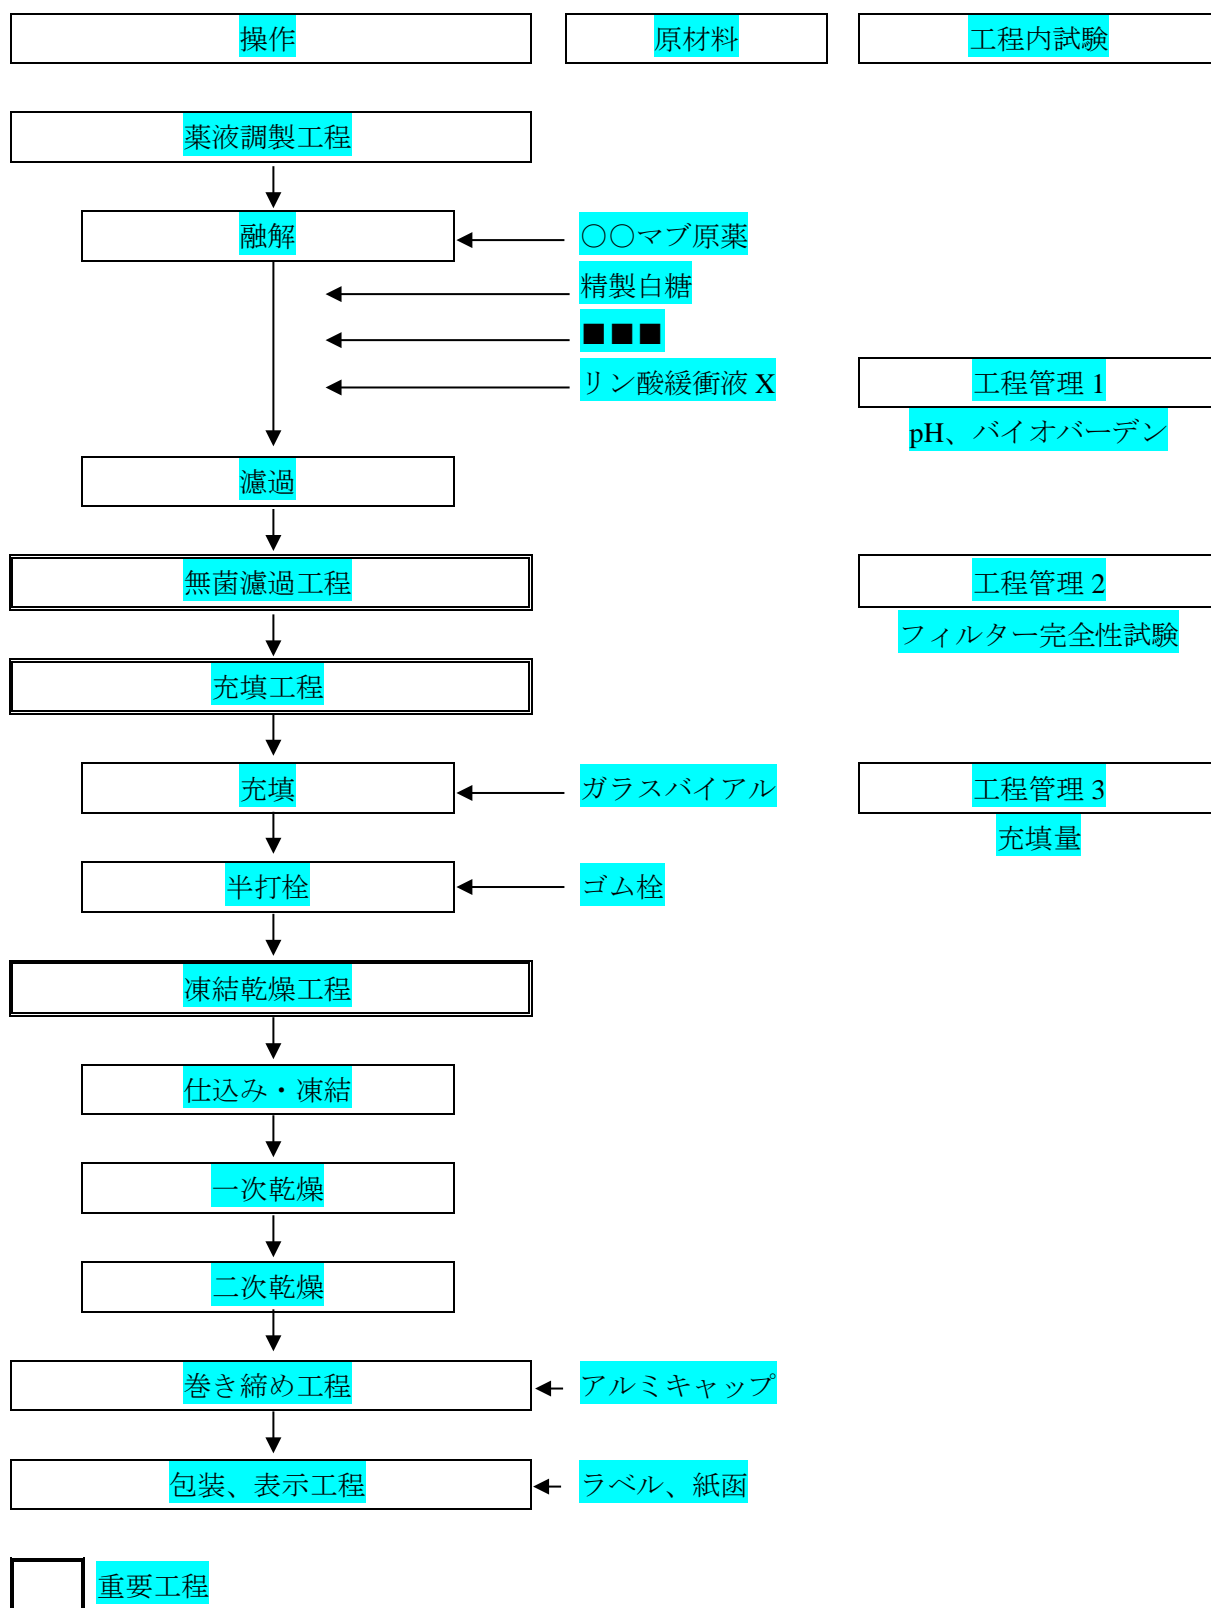 操作
原材料
工程内試験
薬液調製工程
融解
○○マブ原薬
精製白糖
■■■
リン酸緩衝液 X
工程管理 1
pH、バイオバーデン
濾過
無菌濾過工程
工程管理 2
フィルター完全性試験
充填工程
充填
ガラスバイアル
工程管理 3
充填量
半打栓
ゴム栓
凍結乾燥工程
仕込み・凍結
一次乾燥
二次乾燥
巻き締め工程
アルミキャップ
包装、表示工程
ラベル、紙函
重要工程